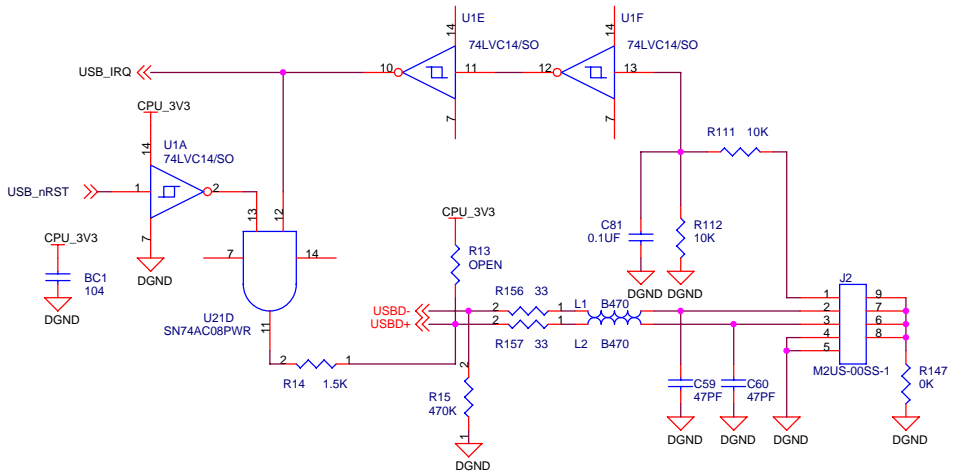 U1E
U1F
14
14
74LVC14/SO
74LVC14/SO
USB_IRQ
10
11
12
13
7
7
CPU_3V3
R111 10K
U1A
14
74LVC14/SO
USB_nRST
1
2
13
12
CPU_3V3
C81
0.1UF
R112
10K
7
CPU_3V3
7
14
R13
OPEN
DGND
DGND
DGND
BC1
104
J2
DGND
U21D
SN74AC08PWR
11
USBD-
USBD+
R156 33
2
1
L1 B470
2
1
R157 33
L2 B470
1
2
3
4
5
9
7
6
8
M2US-00SS-1
2
1
R14 1.5K
2
R15
470K
1
C59
47PF
C60
47PF
R147
0K
DGND
DGND
DGND
DGND
DGND